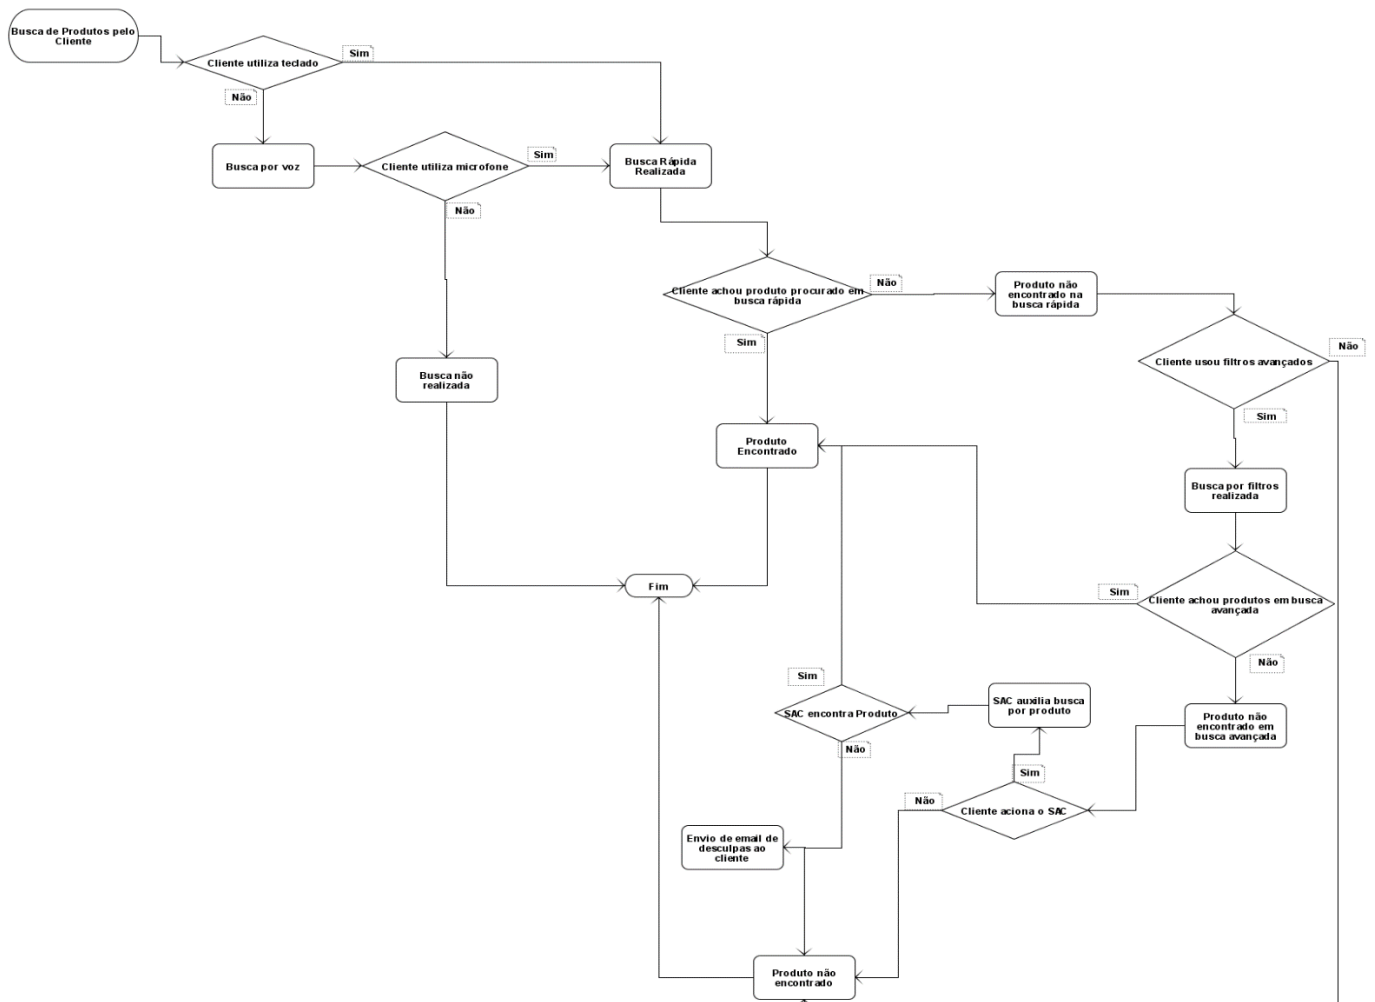 Busca de Produtos pelo
Cliente
Cliente utiliza teclado
Sim
Não
Busca por voz
Cliente utiliza microfone
Sim
Não
Busca Rápida
Realizada
Cliente achou produto procurado em
busca rápida
Não
Sim
Produto não
encontrado na
busca rápida
Cliente usou filtros avançados
Não
Sim
Busca não
realizada
Produto
Encontrado
Busca por filtros
realizada
Fim
Cliente achou produtos em busca
avançada
Sim
Não
Sim
SAC encontra Produto
Não
SAC auxilia busca
por produto
Produto não
encontrado em
busca avançada
Sim
Não
Cliente aciona o SAC
Envio de email de
desculpas ao
cliente
Produto não
encontrado